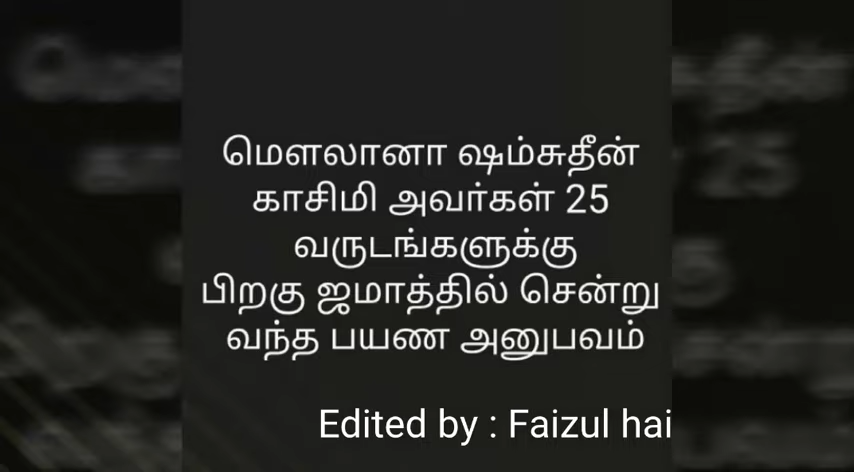 மௌலானா ஷம்சுதீன்
காசிமி அவர்கள் 25
வருடங்களுக்கு
பிறகு ஜமாத்தில் சென்று
வந்த பயண அனுபவம்
Edited by : Faizul hai